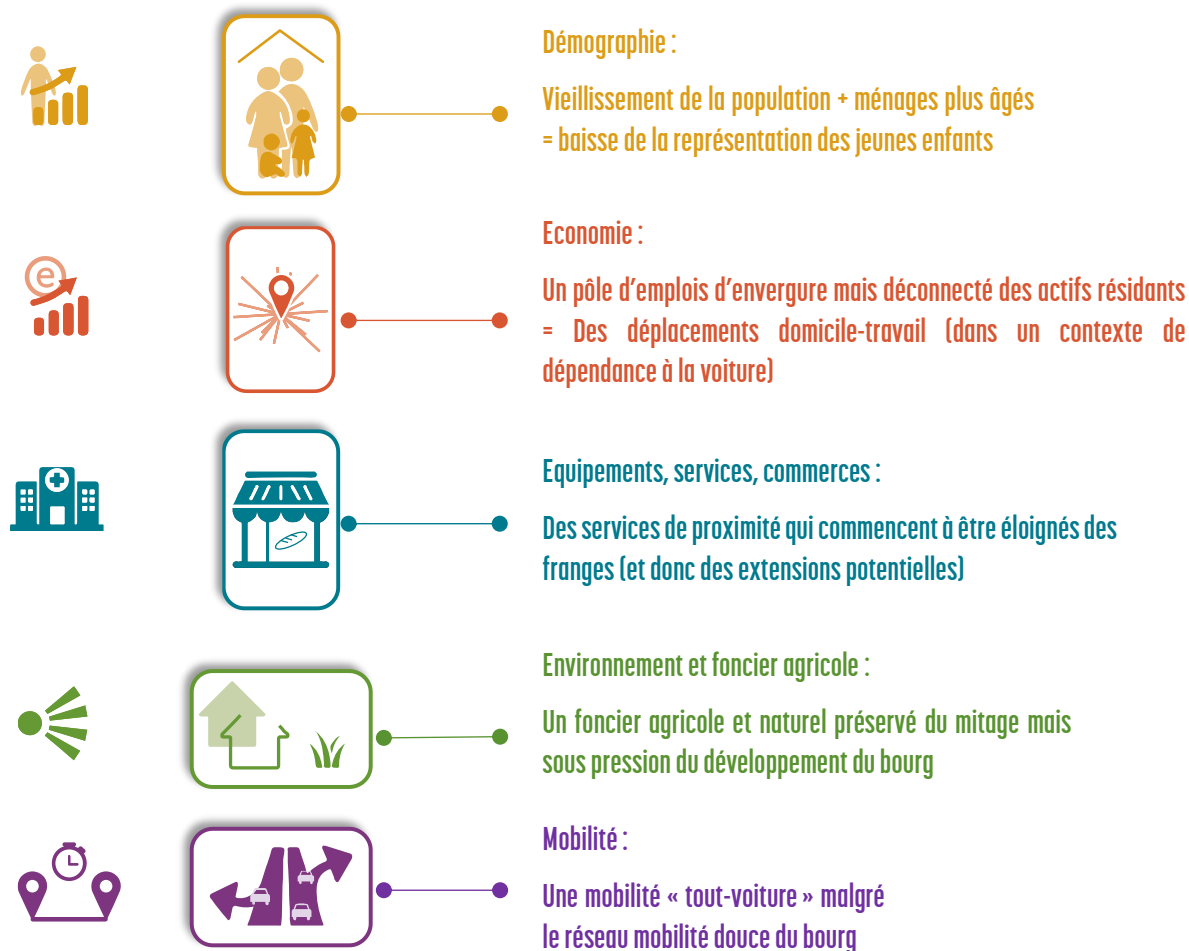 Démographie :
Vieillissement de la population + ménages plus âgés
= baisse de la représentation des jeunes enfants
Economie :
Un pôle d'emplois d'envergure mais déconnecté des actifs résidants
= Des déplacements domicile-travail (dans un contexte de
dépendance à la voiture)
e
Equipements, services, commerces :
Des services de proximité qui commencent à être éloignés des
franges (et donc des extensions potentielles)
Environnement et foncier agricole :
Un foncier agricole et naturel préservé du mitage mais
sous pression du développement du bourg
Mobilité :
Une mobilité « tout-voiture » malgré
le réseau mobilité douce du bourg